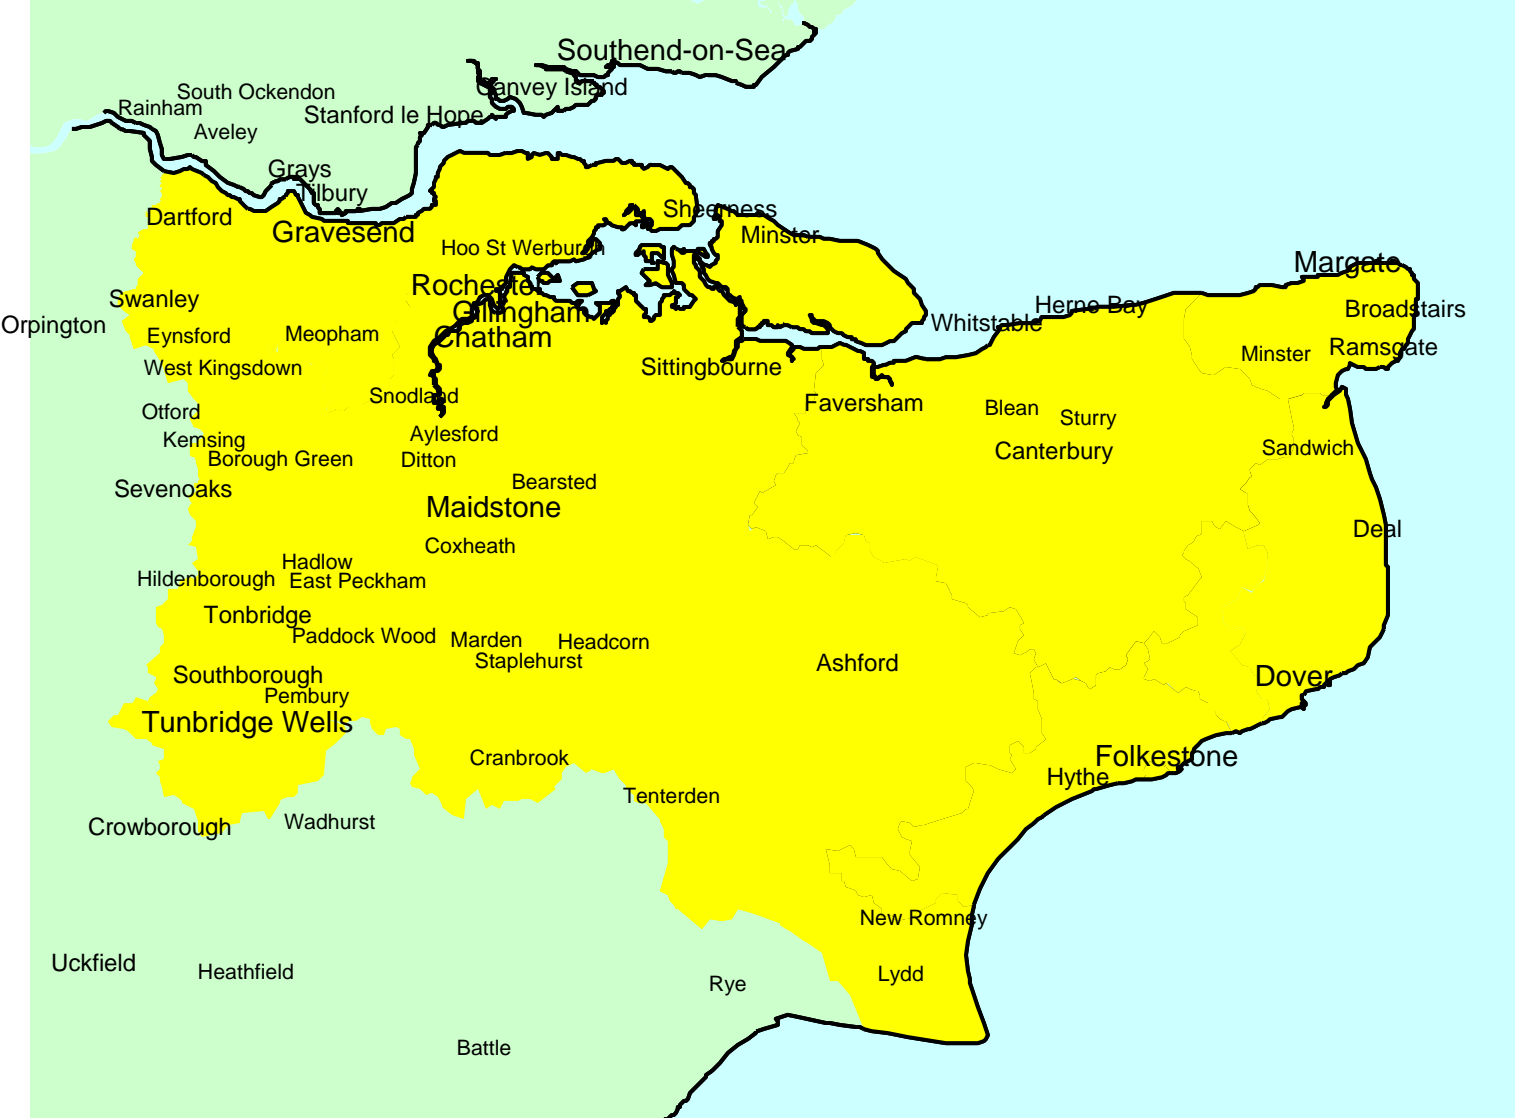 Southend-on-Sea
Canvey Island
South Ockendon
Rainham
Stanford le Hope
Aveley
Grays
Tilbury
Sheerness
Dartford
Gravesend
Minster
Hoo St Werburgh
Margate
Rochester
Swanley
Herne Bay
Broadstairs
Gillingham
Whitstable
Orpington
Eynsford
Meopham
Chatham
Ramsgate
Minster
West Kingsdown
Sittingbourne
Snodland
Faversham
Blean
Otford
Sturry
Aylesford
Kemsing
Sandwich
Canterbury
Borough Green
Ditton
Bearsted
Sevenoaks
Maidstone
Deal
Coxheath
Hadlow
Hildenborough
East Peckham
Tonbridge
Paddock Wood
Marden
Headcorn
Staplehurst
Ashford
Southborough
Dover
Pembury
Tunbridge Wells
Cranbrook
Folkestone
Hythe
Tenterden
Crowborough
Wadhurst
New Romney
Uckfield
Heathfield
Lydd
Rye
Battle